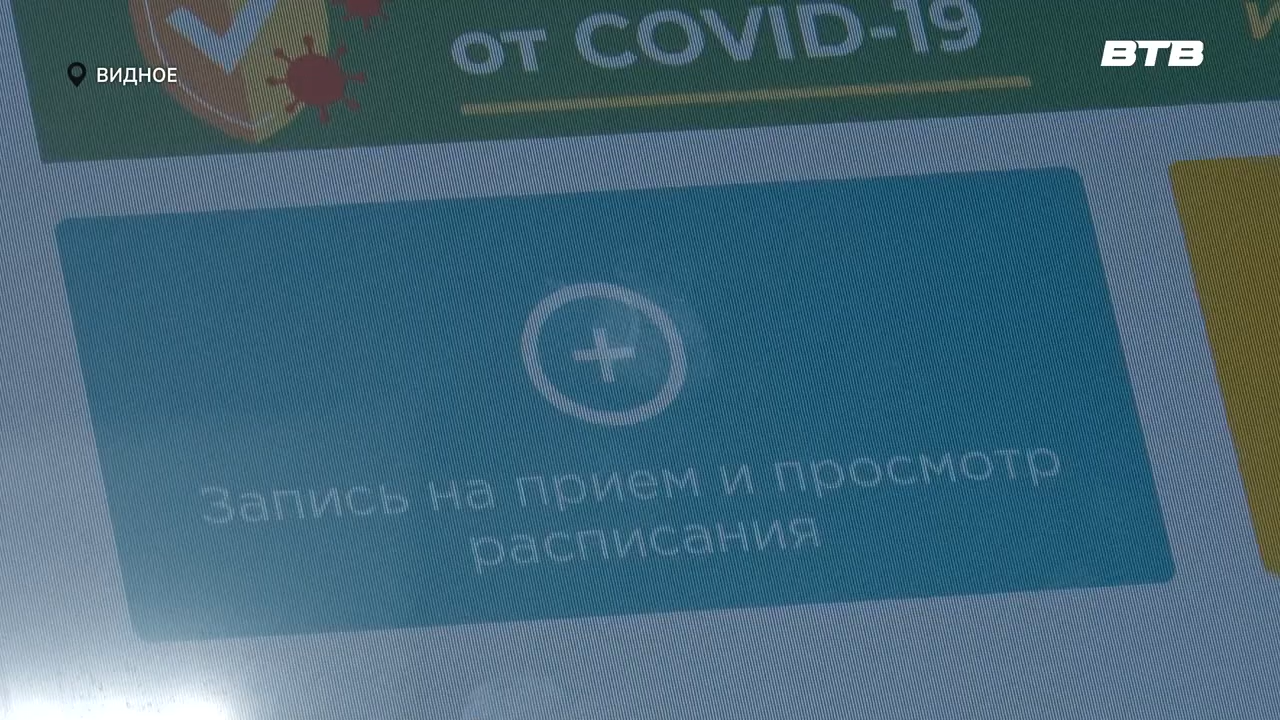 от COVID-19
ВИДНОЕ
ВТВ
Запись на прием и просмотр
расписания